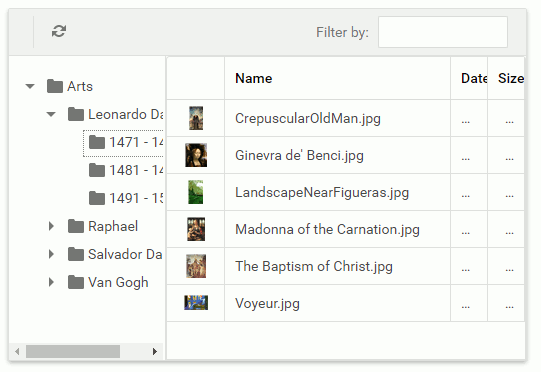 Filter by:
Arts
Leonardo Da
1471 - 14
1481 - 14
1491 - 15
Raphael
Salvador Da
Van Gogh
Name Date Size
CrepuscularOldMan.jpg ... ...
Ginevra de' Benci.jpg ... ...
LandscapeNearFigueras.jpg ... ...
Madonna of the Carnation.jpg ... ...
The Baptism of Christ.jpg ... ...
Voyeur.jpg ... ...